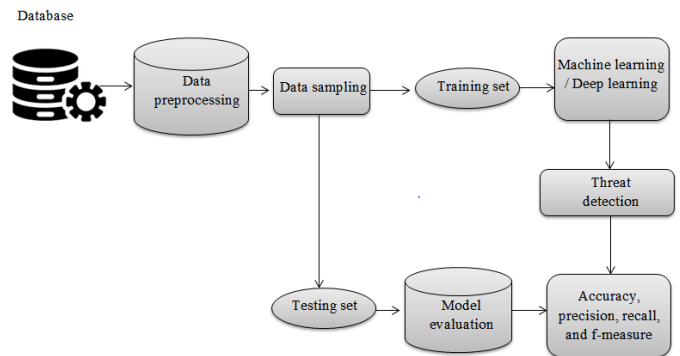 Database
Data
preprocessing
Data sampling
Training set
Machine learning
/ Deep learning
Threat
detection
Testing set
Model
evaluation
Accuracy,
precision, recall,
and f-measure